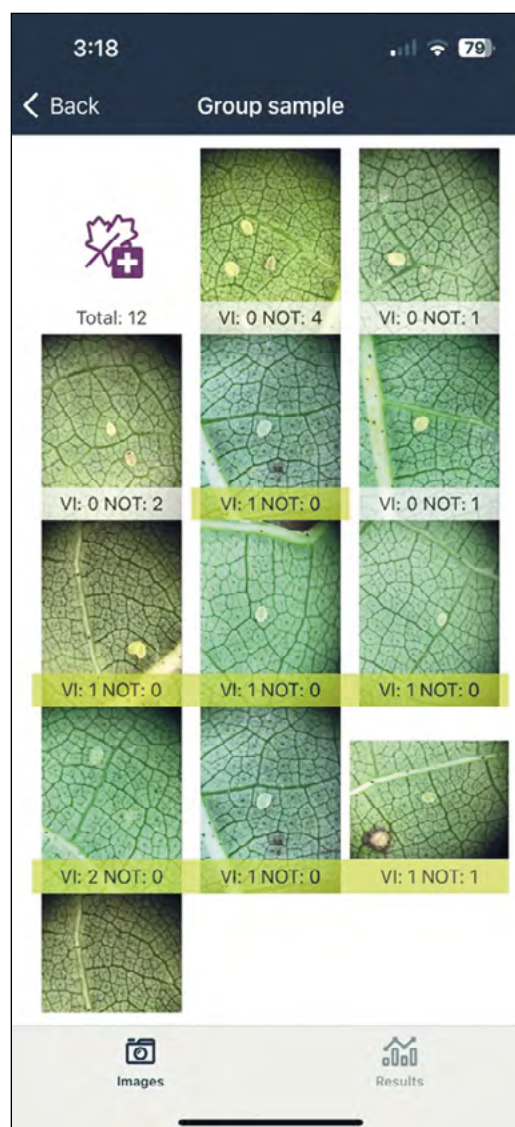 3:18
79
Back
Group sample
Total: 12
VI: 0 NOT: 4
VI: 0 NOT: 1
VI: 0 NOT: 2
VI: 1 NOT: 0
VI: 0 NOT: 1
VI: 1 NOT: 0
VI: 1 NOT: 0
VI: 1 NOT: 0
VI: 2 NOT: 0
VI: 1 NOT: 0
VI: 1 NOT: 1
Images
Results